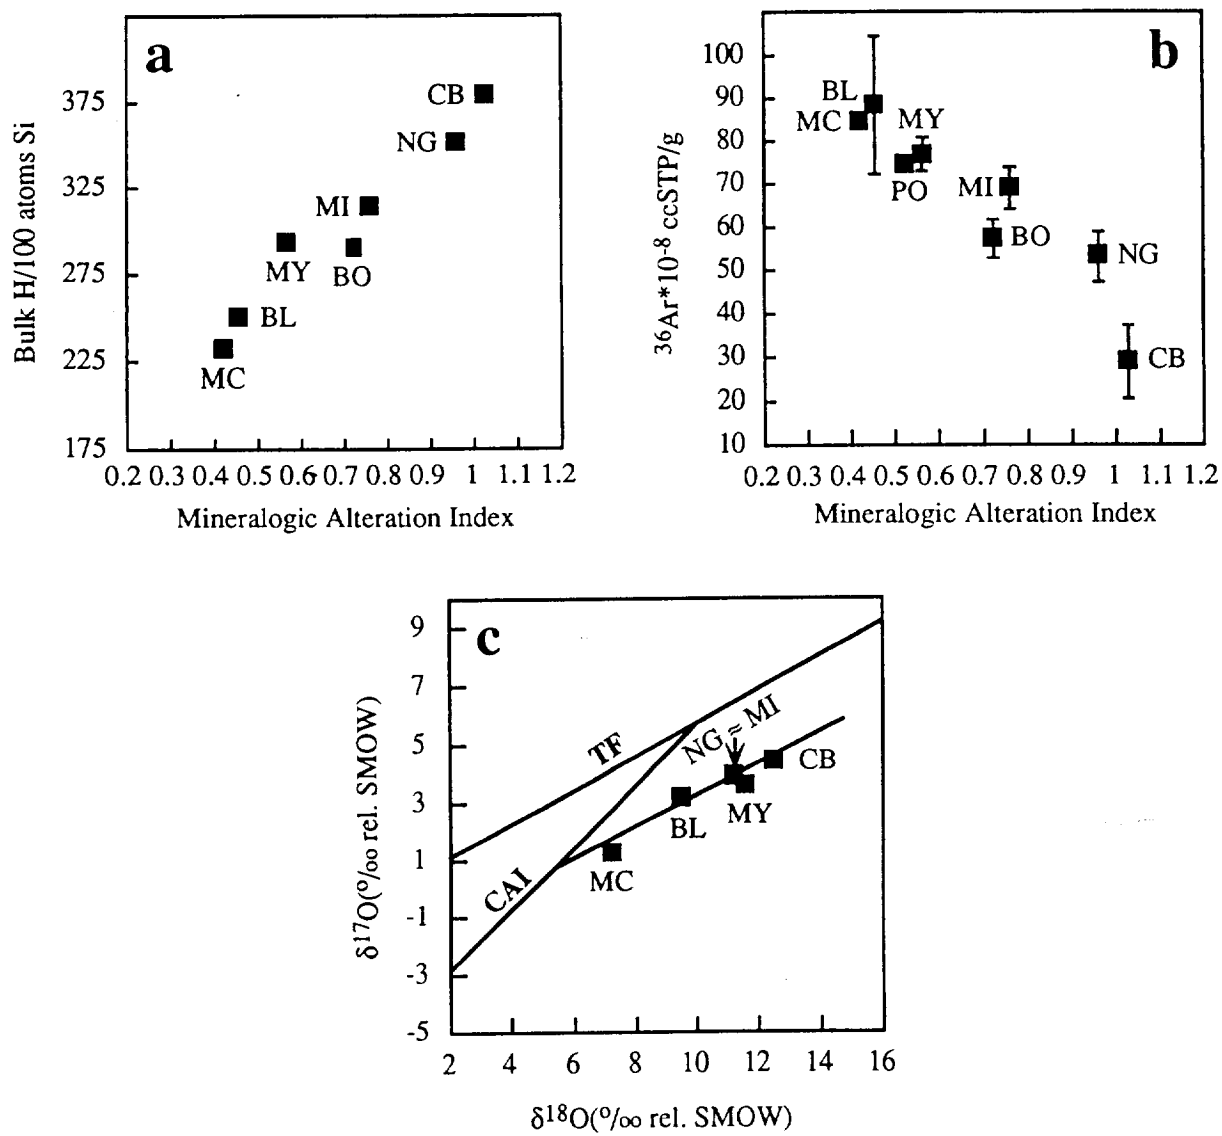 a
Bulk H/100 atoms Si
375
325
275
225
175
CB
NG
MI
MY
BO
BL
MC
0.2 0.3 0.4 0.5 0.6 0.7 0.8 0.9 1 1.1 1.2
Mineralogic Alteration Index
b
36Ar*10-8 ccSTP/g
100
90
80
70
60
50
40
30
20
10
BL
MC
MY
PO
MI
BO
NG
CB
0.2 0.3 0.4 0.5 0.6 0.7 0.8 0.9 1 1.1 1.2
Mineralogic Alteration Index
c
δ17O(º/oo rel. SMOW)
9
7
5
3
1
-1
-3
-5
TF
CAI
NG ≈ MI
CB
BL
MY
MC
2 4 6 8 10 12 14 16
δ18O(º/oo rel. SMOW)